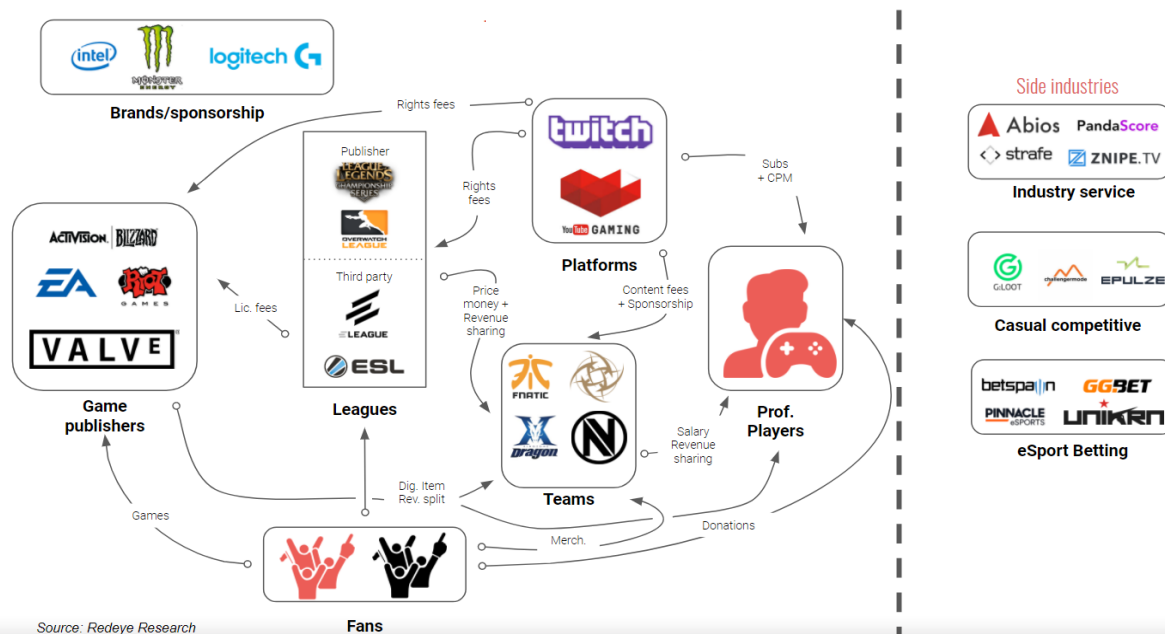 intel
MONSTER
ENERGY
logitech G
Brands/sponsorship
Rights fees
Publisher
LEAGUE
LEGENDS
CHAMPIONSHIP
SERIES
OVERWATCH
LEAGUE
Third party
ELEAGUE
ESL
Leagues
Rights
fees
twitch
You Tube GAMING
Platforms
Subs
+ CPM
ACTIVISION BLIZZARD
EA
RIOT
GAMES
VALVE
Game
publishers
Lic. fees
Price
money +
Revenue
sharing
Content fees
+ Sponsorship
FNATIC
DRAGON
Teams
Prof.
Players
Salary
Revenue
sharing
Dig. Item
Rev. split
Games
Merch.
Donations
Fans
Source: Redeye Research
Side industries
Abios PandaScore
strafe ZNIPE.TV
Industry service
G:LOOT
challengermode
EPULZE
Casual competitive
betspawn GG.BET
PINNACLE
eSPORTS
UNIKRN
eSport Betting